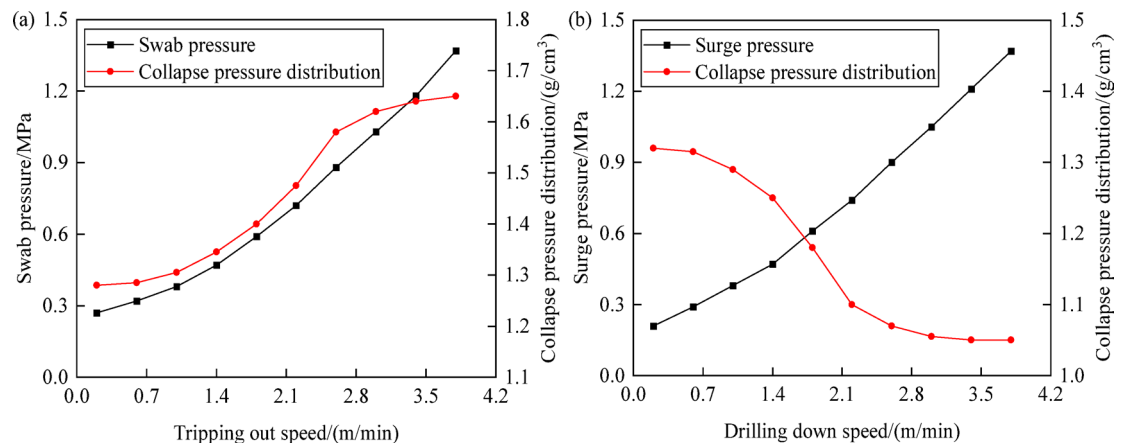 (a)
Swab pressure
Collapse pressure distribution
Swab pressure/MPa
1.5
1.2
0.9
0.6
0.3
0.0
1.8
1.7
1.6
1.5
1.4
1.3
1.2
1.1
Collapse pressure distribution/(g/cm³)
0.0 0.7 1.4 2.1 2.8 3.5 4.2
Tripping out speed/(m/min)
(b)
Surge pressure
Collapse pressure distribution
Surge pressure/MPa
1.5
1.2
0.9
0.6
0.3
0.0
1.5
1.4
1.3
1.2
1.1
1.0
Collapse pressure distribution/(g/cm³)
0.0 0.7 1.4 2.1 2.8 3.5 4.2
Drilling down speed/(m/min)